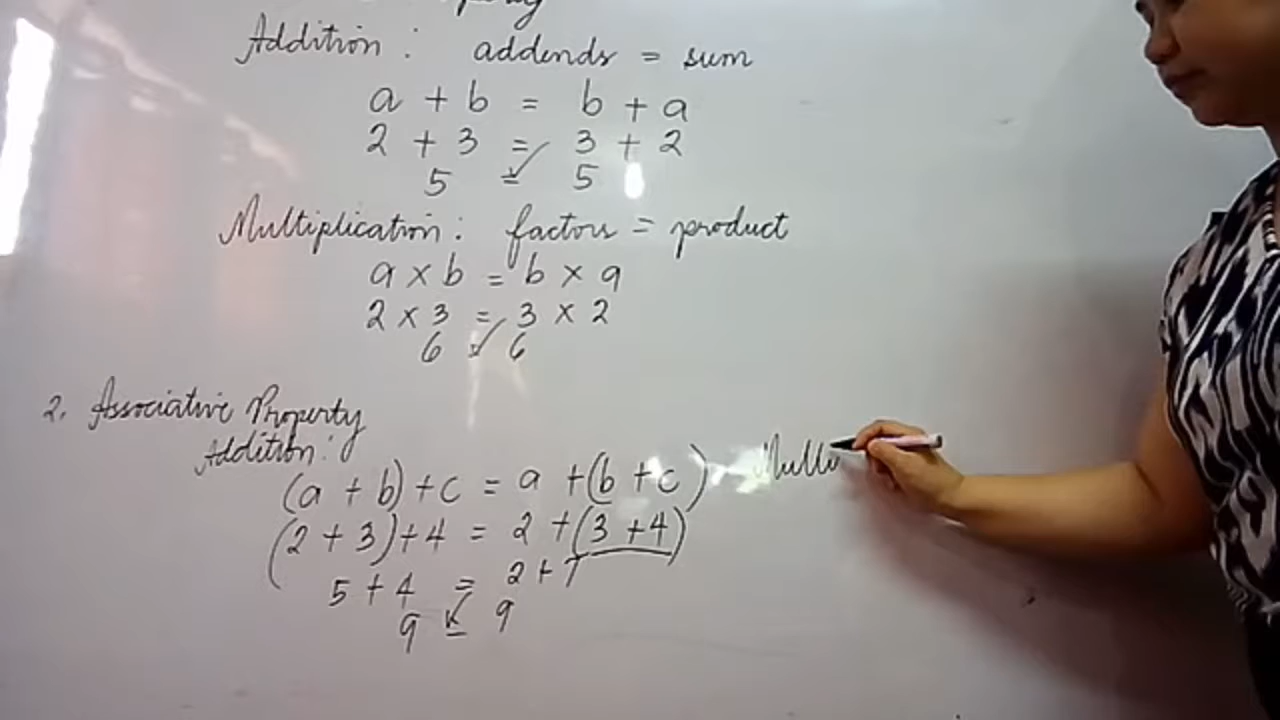 Addition : addends = sum
a + b = b + a
2 + 3 = 3 + 2
5 = 5
Multiplication : factors = product
a × b = b × a
2 × 3 = 3 × 2
6 = 6
2. Associative Property
Addition :
(a + b) + c = a + (b + c)
(2 + 3) + 4 = 2 + (3 + 4)
5 + 4 = 2 + 7
9 = 9
Multi